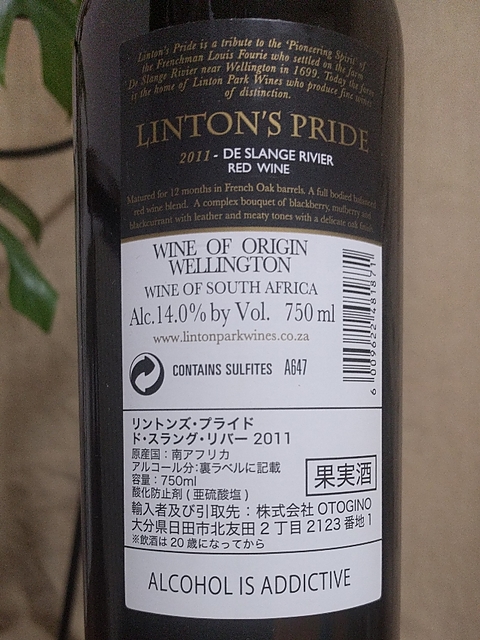 Linton's Pride is a tribute to the 'Pioneering Spirit' of
the Frenchman Louis Fourie who settled on the farm
De Slange Rivier near Wellington in 1699. Today the farm
is the home of Linton Park Wines who produce fine wines
of distinction.
LINTON'S PRIDE
2011 - DE SLANGE RIVIER
RED WINE
Matured for 12 months in French Oak barrels. A full bodied balanced
red wine blend. A complex bouquet of blackberry, mulberry and
blackcurrant with leather and meaty tones with a delicate oak finish.
WINE OF ORIGIN
WELLINGTON
WINE OF SOUTH AFRICA
Alc.14.0% by Vol. 750 ml
www.lintonparkwines.co.za
CONTAINS SULFITES A647
6 009622 481871
リントンズ・プライド
ド・スラング・リバー 2011
原産国：南アフリカ
アルコール分：裏ラベルに記載
容量：750ml
酸化防止剤 ( 亜硫酸塩 )
果実酒
輸入者及び引取先：株式会社 OTOGINO
大分県日田市北友田 2 丁目 2123 番地 1
※飲酒は 20 歳になってから
ALCOHOL IS ADDICTIVE